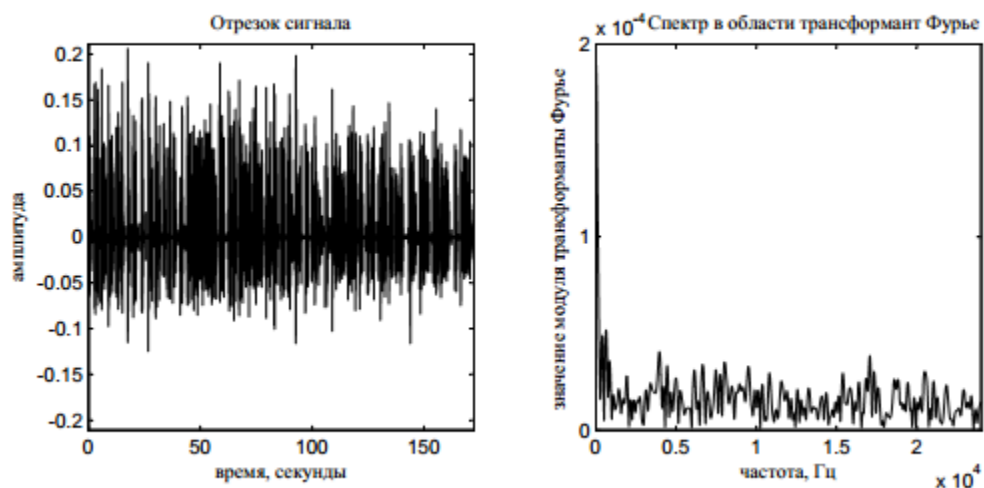 Отрезок сигнала
0.2
0.15
0.1
0.05
0
-0.05
-0.1
-0.15
-0.2
амплитуда
0 50 100 150
время, секунды
x 10-4 Спектр в области трансформант Фурье
2
1
0
значение модуля трансформанты Фурье
0 0.5 1 1.5 2
частота, Гц
x 10 4